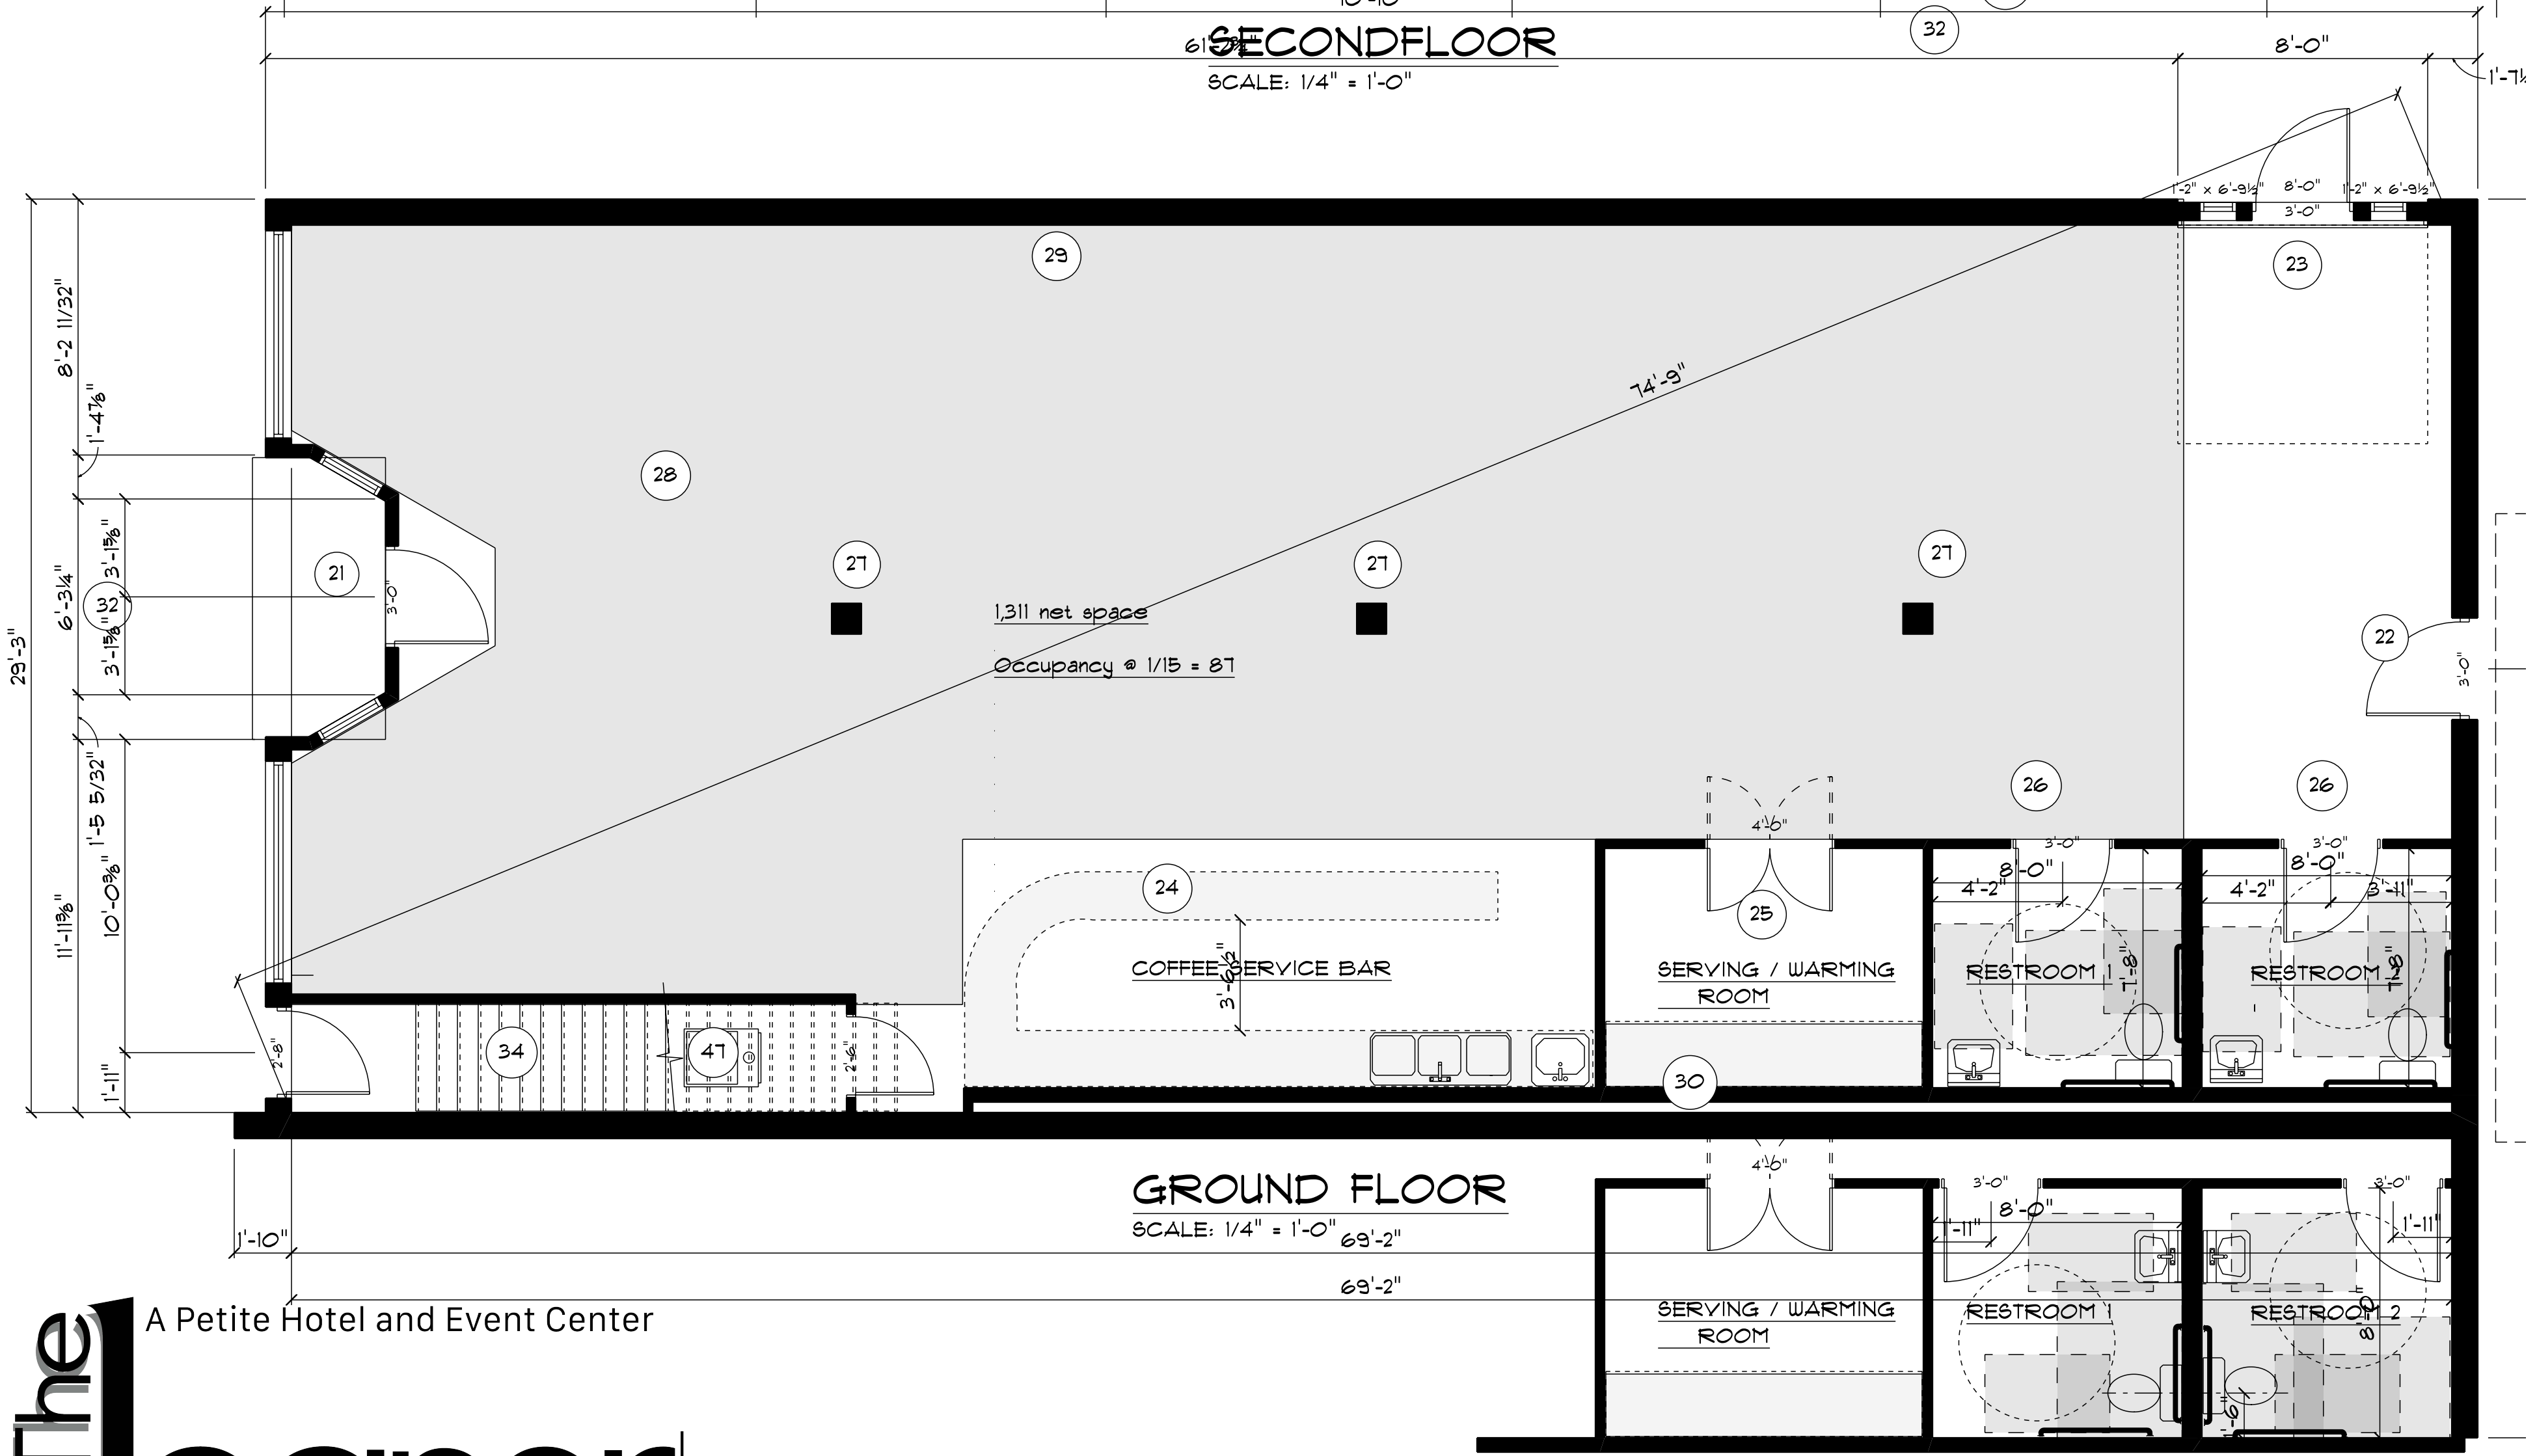 SECONDFLOOR
SCALE: 1/4" = 1'-0"
32
8'-0"
1'-2" x 6'-9½"
8'-0"
1'-2" x 6'-9½"
3'-0"
29
23
8'-2 11/32"
74'-9"
1'-4⅞"
28
27
27
27
21
32
3'-0"
6'-3¼"
29'-3"
1,311 net space
Occupancy @ 1/15 = 87
22
3'-0"
26
26
1'-5 5/32"
10'-0⅜"
11'-11⅜"
1'-11"
4'-0"
3'-0"
3'-0"
8'-0"
8'-0"
4'-2"
4'-2"
3'-11"
24
25
COFFEE SERVICE BAR
3'-6½"
SERVING / WARMING
ROOM
RESTROOM 1
7'-8"
RESTROOM 2
7'-8"
2'-8"
34
47
2'-6"
30
GROUND FLOOR
SCALE: 1/4" = 1'-0"
1'-10"
69'-2"
69'-2"
4'-0"
3'-0"
3'-0"
8'-0"
1'-11"
1'-11"
SERVING / WARMING
ROOM
RESTROOM 1
RESTROOM 2
8'-0"
A Petite Hotel and Event Center
The